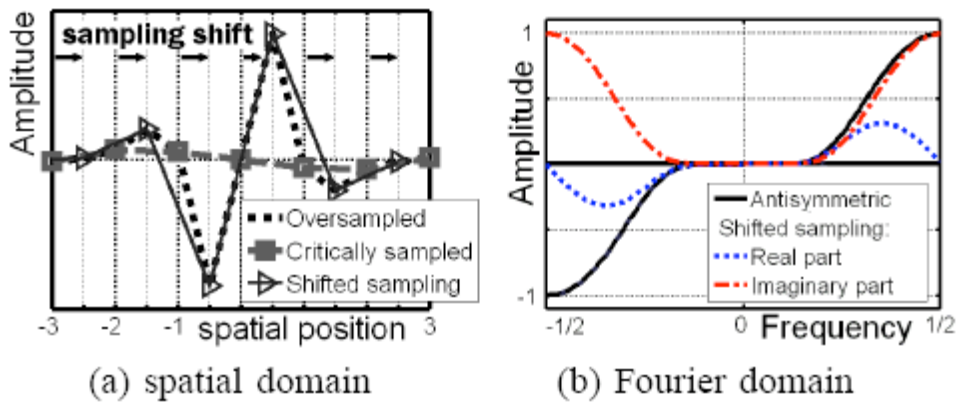 Amplitude
sampling shift
Oversampled
Critically sampled
Shifted sampling
-3 -2 -1 spatial position 3
(a) spatial domain
Amplitude
1
-1
Antisymmetric
Shifted sampling:
Real part
Imaginary part
-1/2 0 Frequency 1/2
(b) Fourier domain